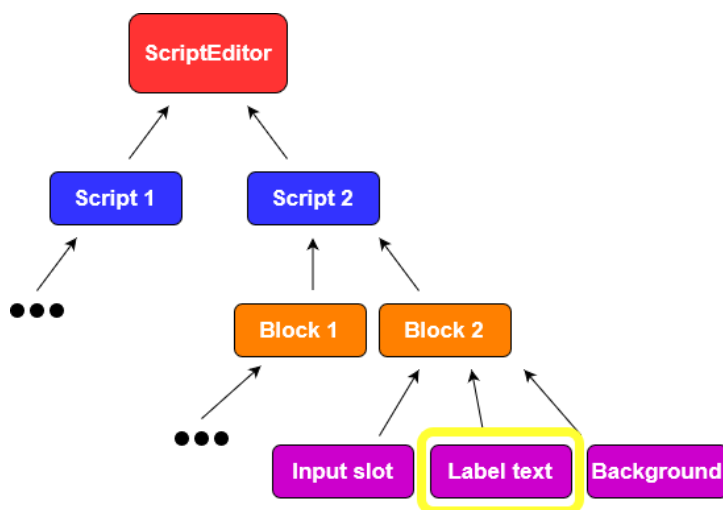 ScriptEditor
Script 1
Script 2
Block 1
Block 2
Input slot
Label text
Background